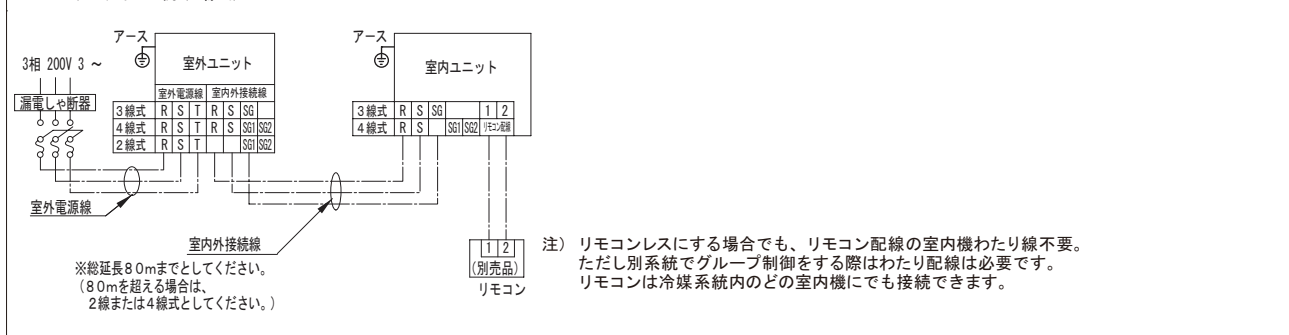 アース
3相 200V 3 ~
漏電しゃ断器
室外ユニット
室外電源線 室内外接続線
3線式 R S T R S SG
4線式 R S T R S SG1 SG2
2線式 R S T SG1 SG2
室外電源線
アース
室内ユニット
3線式 R S SG 1 2
4線式 R S SG1 SG2 リモコン配線
室内外接続線
※総延長80mまでとしてください。
(80mを超える場合は、
2線または4線式としてください。)
1 2
(別売品)
リモコン
注) リモコンレスにする場合でも、リモコン配線の室内機わたり線不要。
ただし別系統でグループ制御をする際はわたり配線は必要です。
リモコンは冷媒系統内のどの室内機にでも接続できます。